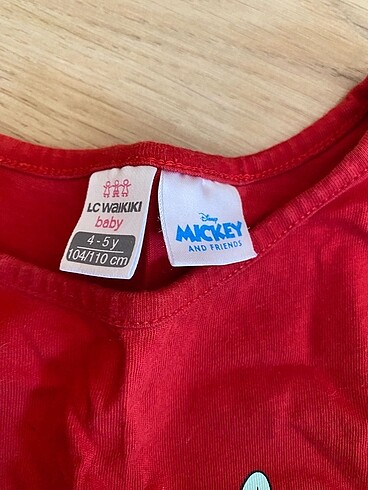 LC WAIKIKI
baby
4-5 y
104/110 cm
Disney
MICKEY
AND FRIENDS